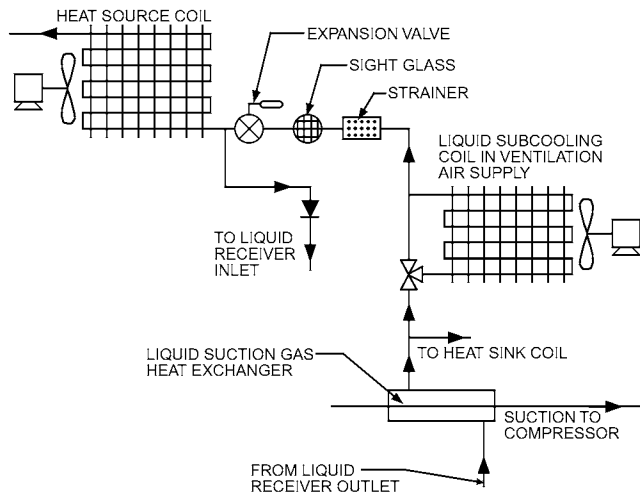 HEAT SOURCE COIL
EXPANSION VALVE
SIGHT GLASS
STRAINER
LIQUID SUBCOOLING
COIL IN VENTILATION
AIR SUPPLY
TO LIQUID
RECEIVER
INLET
TO HEAT SINK COIL
LIQUID SUCTION GAS
HEAT EXCHANGER
SUCTION TO
COMPRESSOR
FROM LIQUID
RECEIVER OUTLET